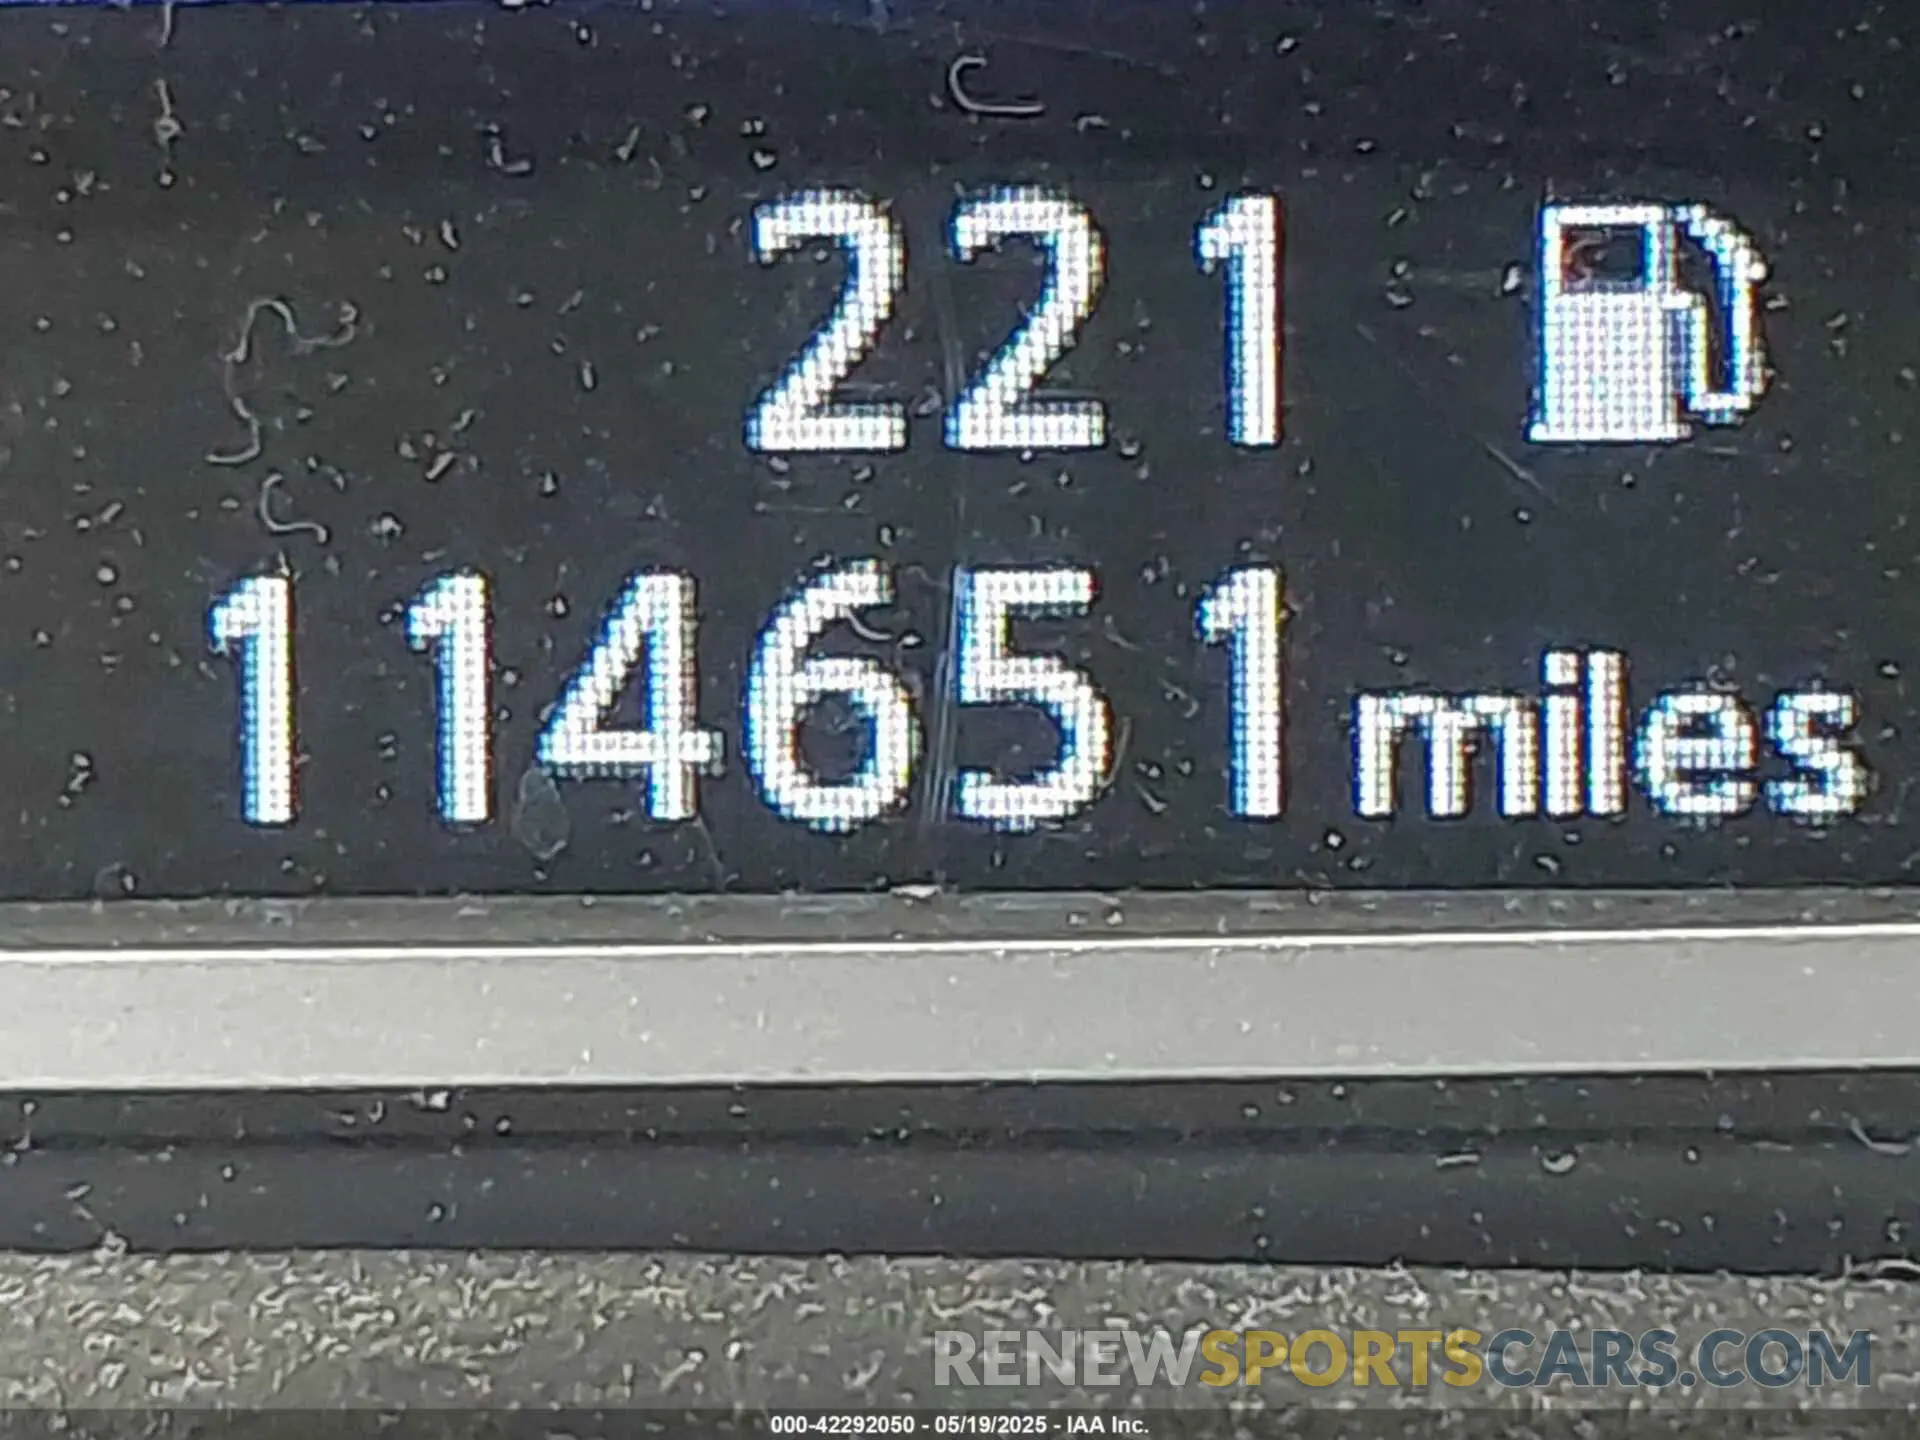 221
114651 miles
RENEWSPORTSCARS.COM
000-42292050 - 05/19/2025 - IAA Inc.